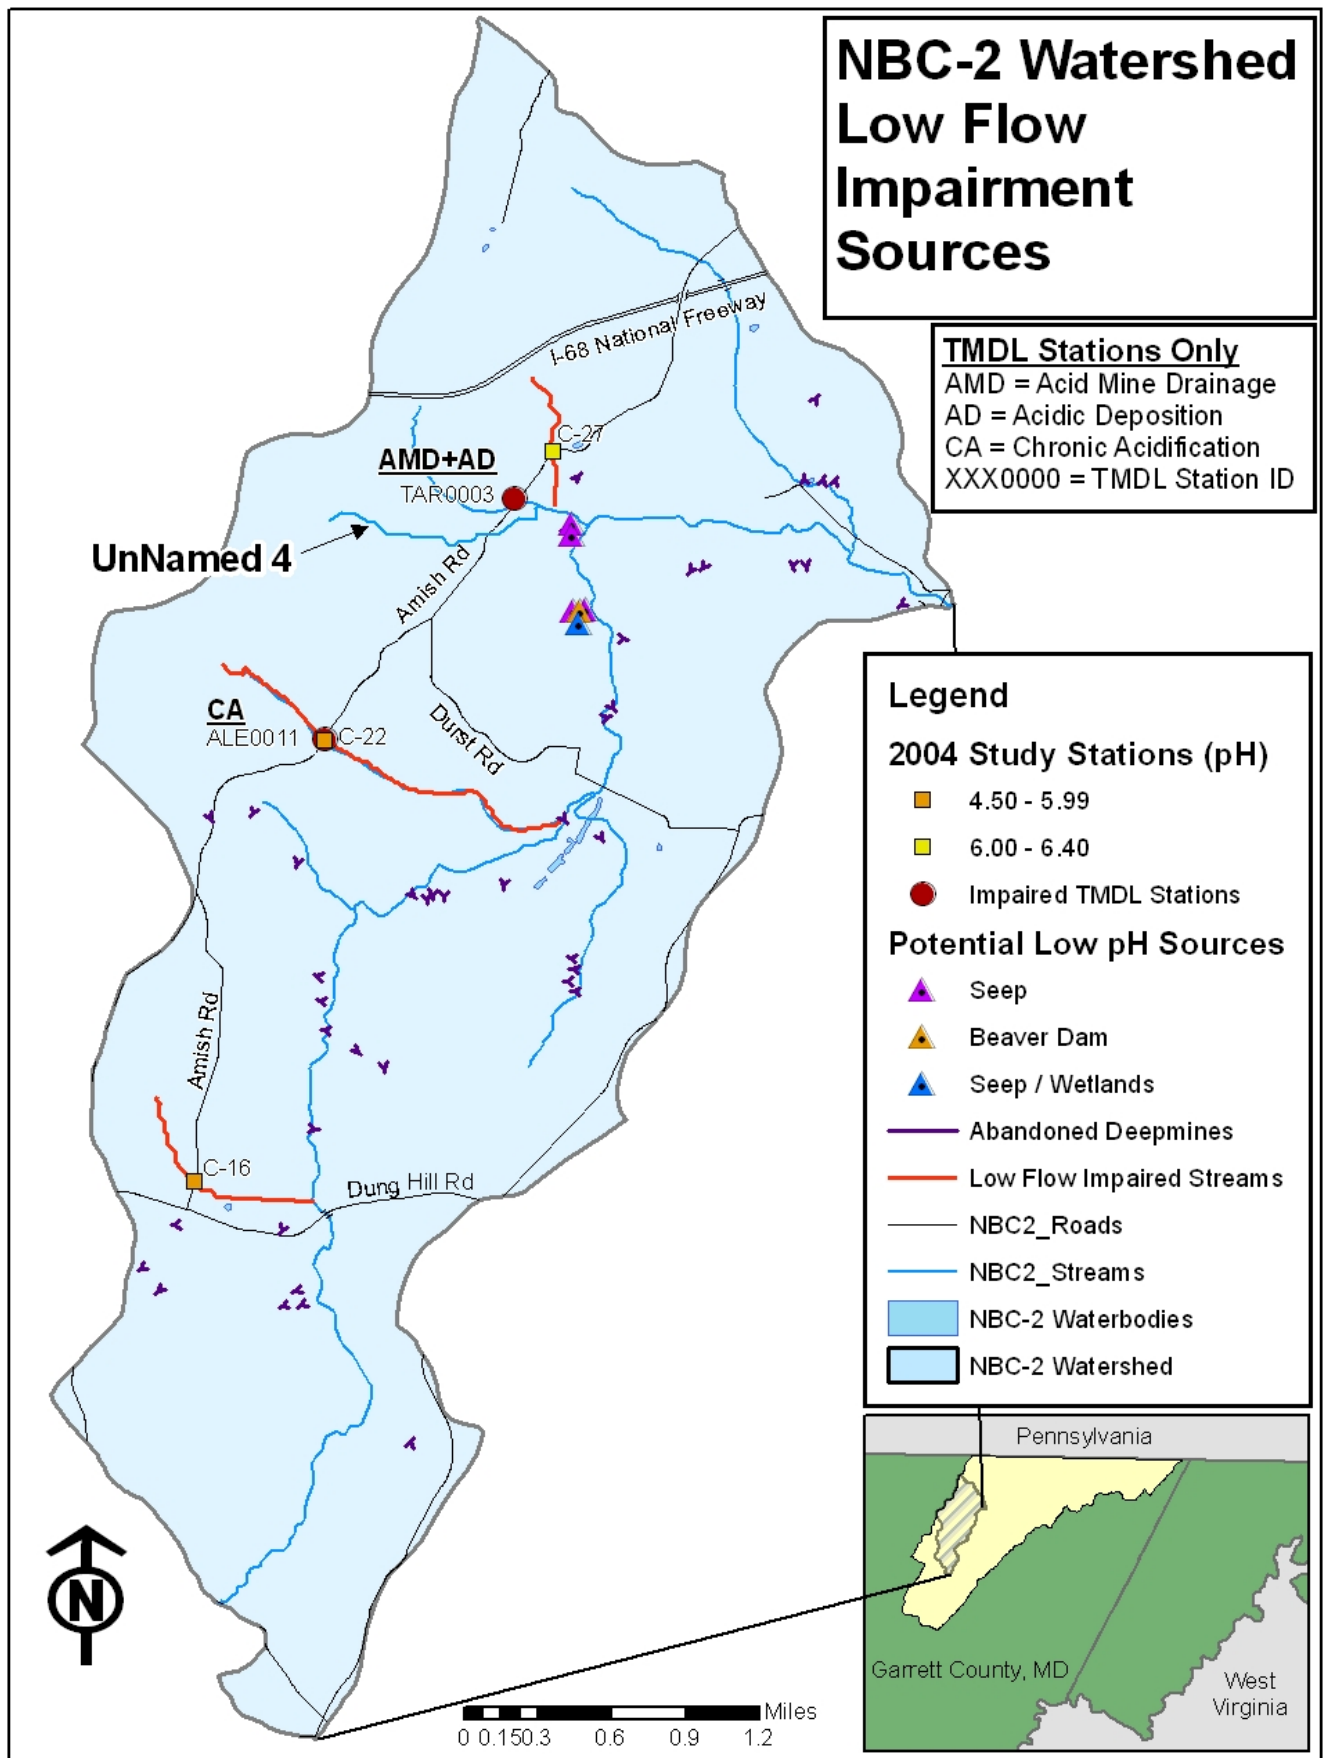 NBC-2 Watershed
Low Flow
Impairment
Sources
TMDL Stations Only
AMD = Acid Mine Drainage
AD = Acidic Deposition
CA = Chronic Acidification
XXX0000 = TMDL Station ID
I-68 National Freeway
C-27
AMD+AD
TAR0003
UnNamed 4
Amish Rd
CA
ALE0011
C-22
Durst Rd
Amish Rd
C-16
Dung Hill Rd
Legend
2004 Study Stations (pH)
4.50 - 5.99
6.00 - 6.40
Impaired TMDL Stations
Potential Low pH Sources
Seep
Beaver Dam
Seep / Wetlands
Abandoned Deepmines
Low Flow Impaired Streams
NBC2_Roads
NBC2_Streams
NBC-2 Waterbodies
NBC-2 Watershed
Pennsylvania
Garrett County, MD
West
Virginia
N
Miles
0 0.150.3 0.6 0.9 1.2